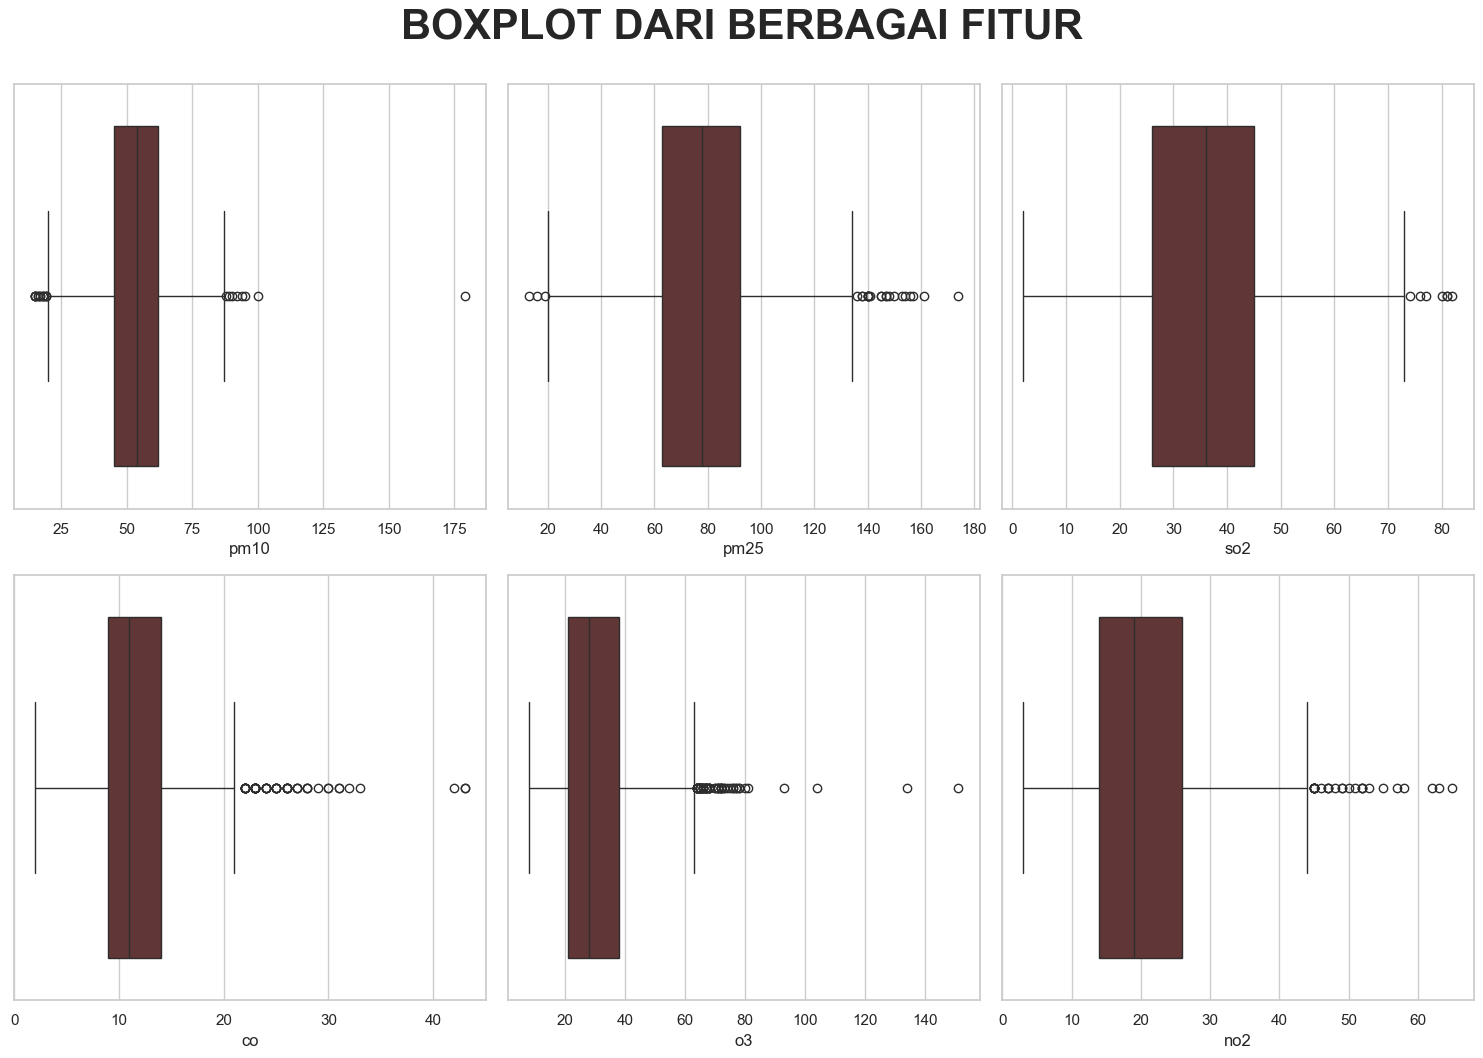 BOXPLOT DARI BERBAGAI FITUR
25 50 75 100 125 150 175
pm10
20 40 60 80 100 120 140 160 180
pm25
0 10 20 30 40 50 60 70 80
so2
0 10 20 30 40
co
20 40 60 80 100 120 140
o3
0 10 20 30 40 50 60
no2